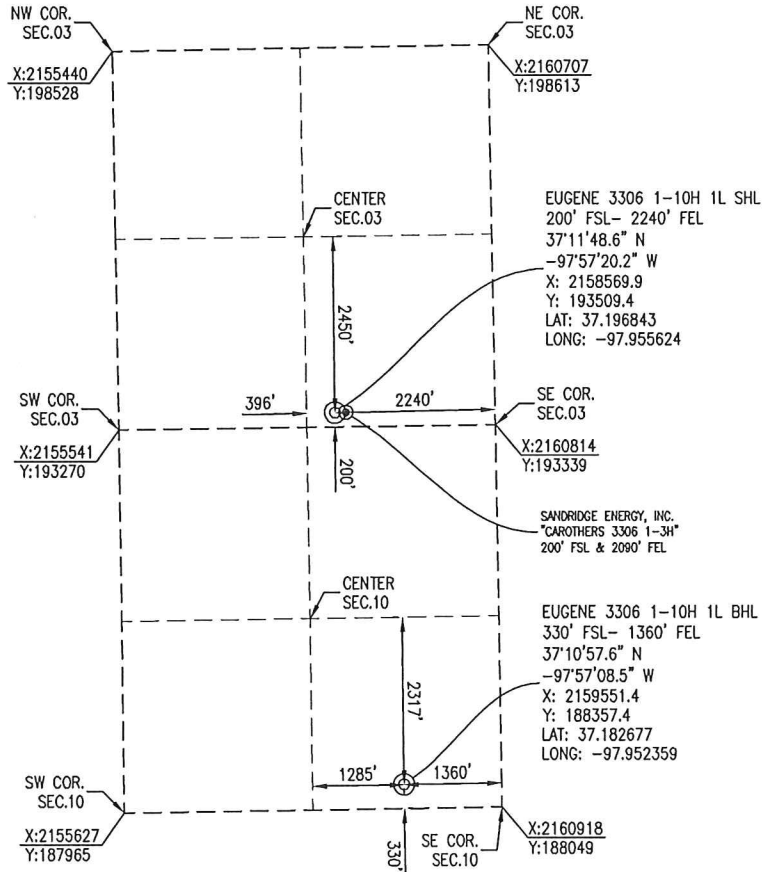 NW COR.
SEC.03
NE COR.
SEC.03
X:2155440
Y:198528
X:2160707
Y:198613
CENTER
SEC.03
EUGENE 3306 1-10H 1L SHL
200' FSL- 2240' FEL
37°11'48.6" N
-97°57'20.2" W
X: 2158569.9
Y: 193509.4
LAT: 37.196843
LONG: -97.955624
2450'
SW COR.
SEC.03
396'
2240'
SE COR.
SEC.03
X:2155541
Y:193270
200'
X:2160814
Y:193339
SANDRIDGE ENERGY, INC.
"CAROTHERS 3306 1-3H"
200' FSL & 2090' FEL
CENTER
SEC.10
EUGENE 3306 1-10H 1L BHL
330' FSL- 1360' FEL
37°10'57.6" N
-97°57'08.5" W
X: 2159551.4
Y: 188357.4
LAT: 37.182677
LONG: -97.952359
2317'
1285'
1360'
SW COR.
SEC.10
X:2155627
Y:187965
330'
SE COR.
SEC.10
X:2160918
Y:188049